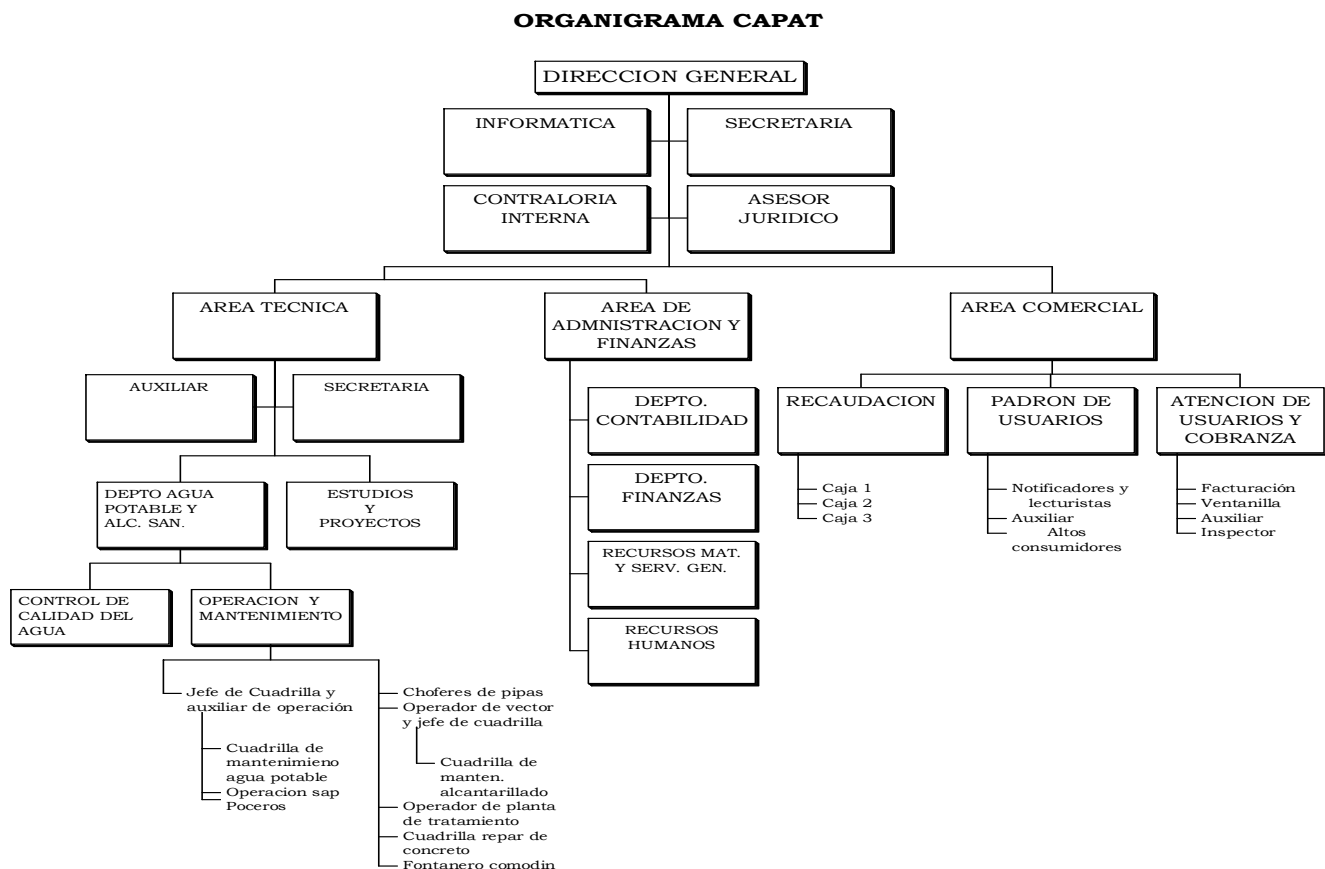 ORGANIGRAMA CAPAT
DIRECCION GENERAL
INFORMATICA
SECRETARIA
CONTRALORIA
INTERNA
ASESOR
JURIDICO
AREA TECNICA
AREA DE
ADMNISTRACION Y
FINANZAS
AREA COMERCIAL
AUXILIAR
SECRETARIA
DEPTO AGUA
POTABLE Y
ALC. SAN.
ESTUDIOS
Y
PROYECTOS
CONTROL DE
CALIDAD DEL
AGUA
OPERACION Y
MANTENIMIENTO
Jefe de Cuadrilla y
auxiliar de operación
Cuadrilla de
mantenimieno
agua potable
Operacion sap
Poceros
Choferes de pipas
Operador de vector
y jefe de cuadrilla
Cuadrilla de
manten.
alcantarillado
Operador de planta
de tratamiento
Cuadrilla repar de
concreto
Fontanero comodin
DEPTO.
CONTABILIDAD
DEPTO.
FINANZAS
RECURSOS MAT.
Y SERV. GEN.
RECURSOS
HUMANOS
RECAUDACION
Caja 1
Caja 2
Caja 3
PADRON DE
USUARIOS
Notificadores y
lecturistas
Auxiliar
Altos
consumidores
ATENCION DE
USUARIOS Y
COBRANZA
Facturación
Ventanilla
Auxiliar
Inspector